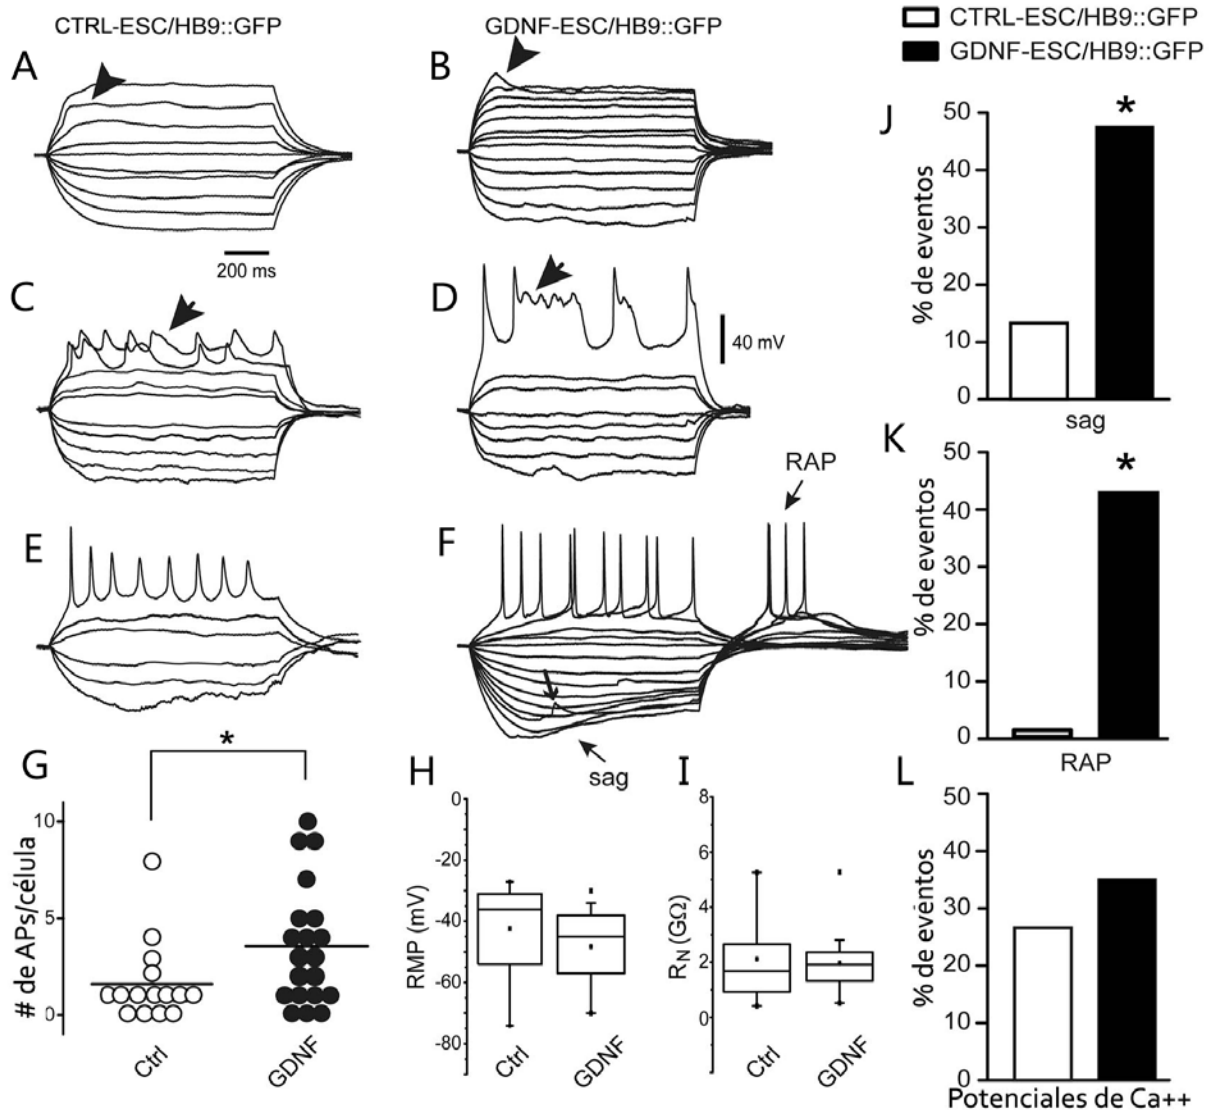 CTRL-ESC/HB9::GFP
GDNF-ESC/HB9::GFP
CTRL-ESC/HB9::GFP
GDNF-ESC/HB9::GFP
A
B
200 ms
C
D
40 mV
E
F
RAP
sag
G
*
# de APs/célula
10
5
0
Ctrl
GDNF
H
RMP (mV)
0
-20
-40
-60
-80
Ctrl
GDNF
I
RN (GΩ)
8
6
4
2
0
Ctrl
GDNF
J
% de eventos
50
40
30
20
10
0
*
sag
K
% de eventos
50
40
30
20
10
0
*
RAP
L
% de eventos
50
40
30
20
10
0
Potenciales de Ca++